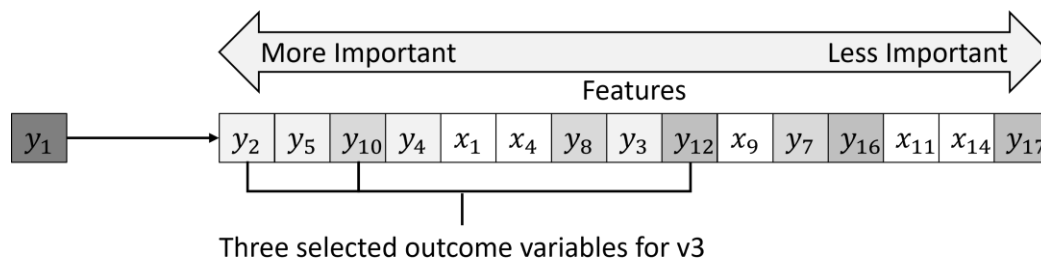 More Important Less Important
Features
y₁ y₂ y₅ y₁₀ y₄ x₁ x₄ y₈ y₃ y₁₂ x₉ y₇ y₁₆ x₁₁ x₁₄ y₁₇
Three selected outcome variables for v3